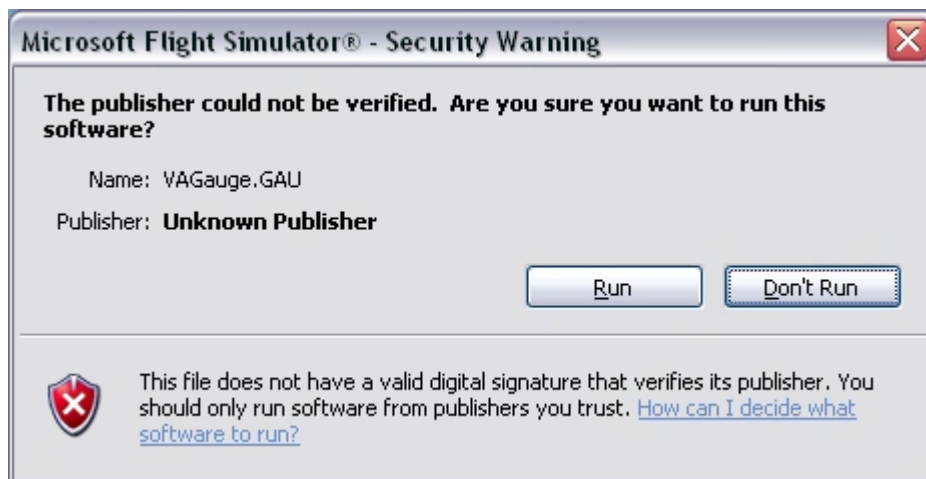 Microsoft Flight Simulator® - Security Warning
The publisher could not be verified.  Are you sure you want to run this
software?
Name: VAGauge.GAU
Publisher: Unknown Publisher
Run Don't Run
This file does not have a valid digital signature that verifies its publisher. You
should only run software from publishers you trust. How can I decide what
software to run?